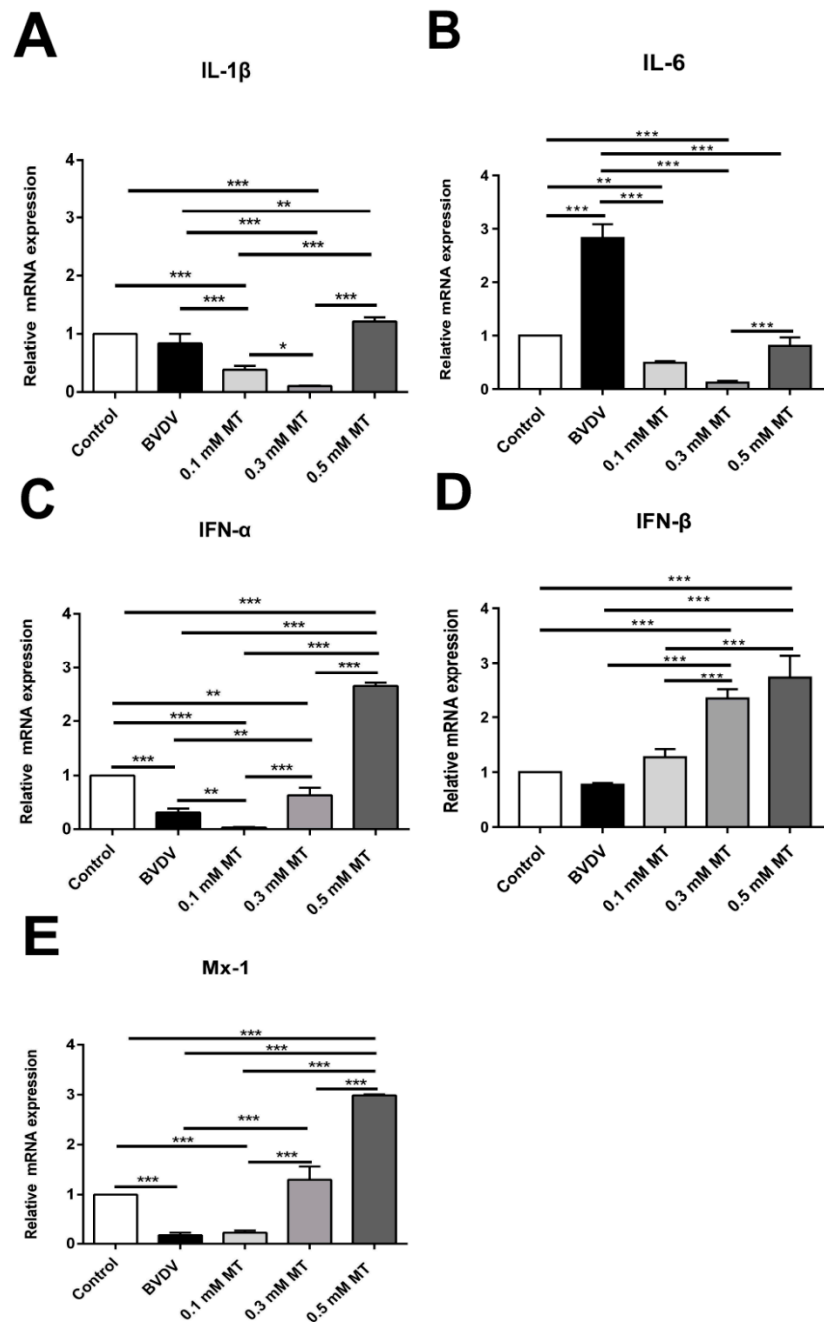 A
IL-1β
Relative mRNA expression
4
3
2
1
0
***
**
***
***
***
***
***
*
Control
BVDV
0.1 mM MT
0.3 mM MT
0.5 mM MT
B
IL-6
Relative mRNA expression
4
3
2
1
0
***
***
***
**
***
***
***
Control
BVDV
0.1 mM MT
0.3 mM MT
0.5 mM MT
C
IFN-α
Relative mRNA expression
4
3
2
1
0
***
***
***
***
**
***
**
***
***
**
Control
BVDV
0.1 mM MT
0.3 mM MT
0.5 mM MT
D
IFN-β
Relative mRNA expression
4
3
2
1
0
***
***
***
***
***
***
Control
BVDV
0.1 mM MT
0.3 mM MT
0.5 mM MT
E
Mx-1
Relative mRNA expression
4
3
2
1
0
***
***
***
***
***
***
***
***
Control
BVDV
0.1 mM MT
0.3 mM MT
0.5 mM MT